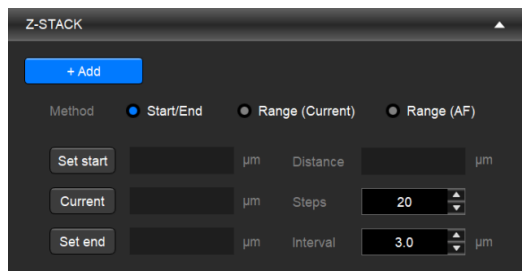 Z-STACK
+ Add
Method Start/End Range (Current) Range (AF)
Set start µm Distance µm
Current µm Steps 20
Set end µm Interval 3.0 µm